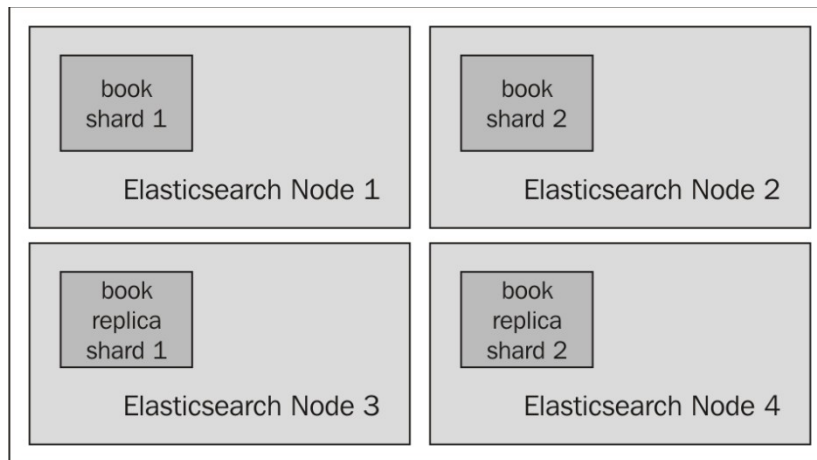 book
shard 1
Elasticsearch Node 1
book
shard 2
Elasticsearch Node 2
book
replica
shard 1
Elasticsearch Node 3
book
replica
shard 2
Elasticsearch Node 4